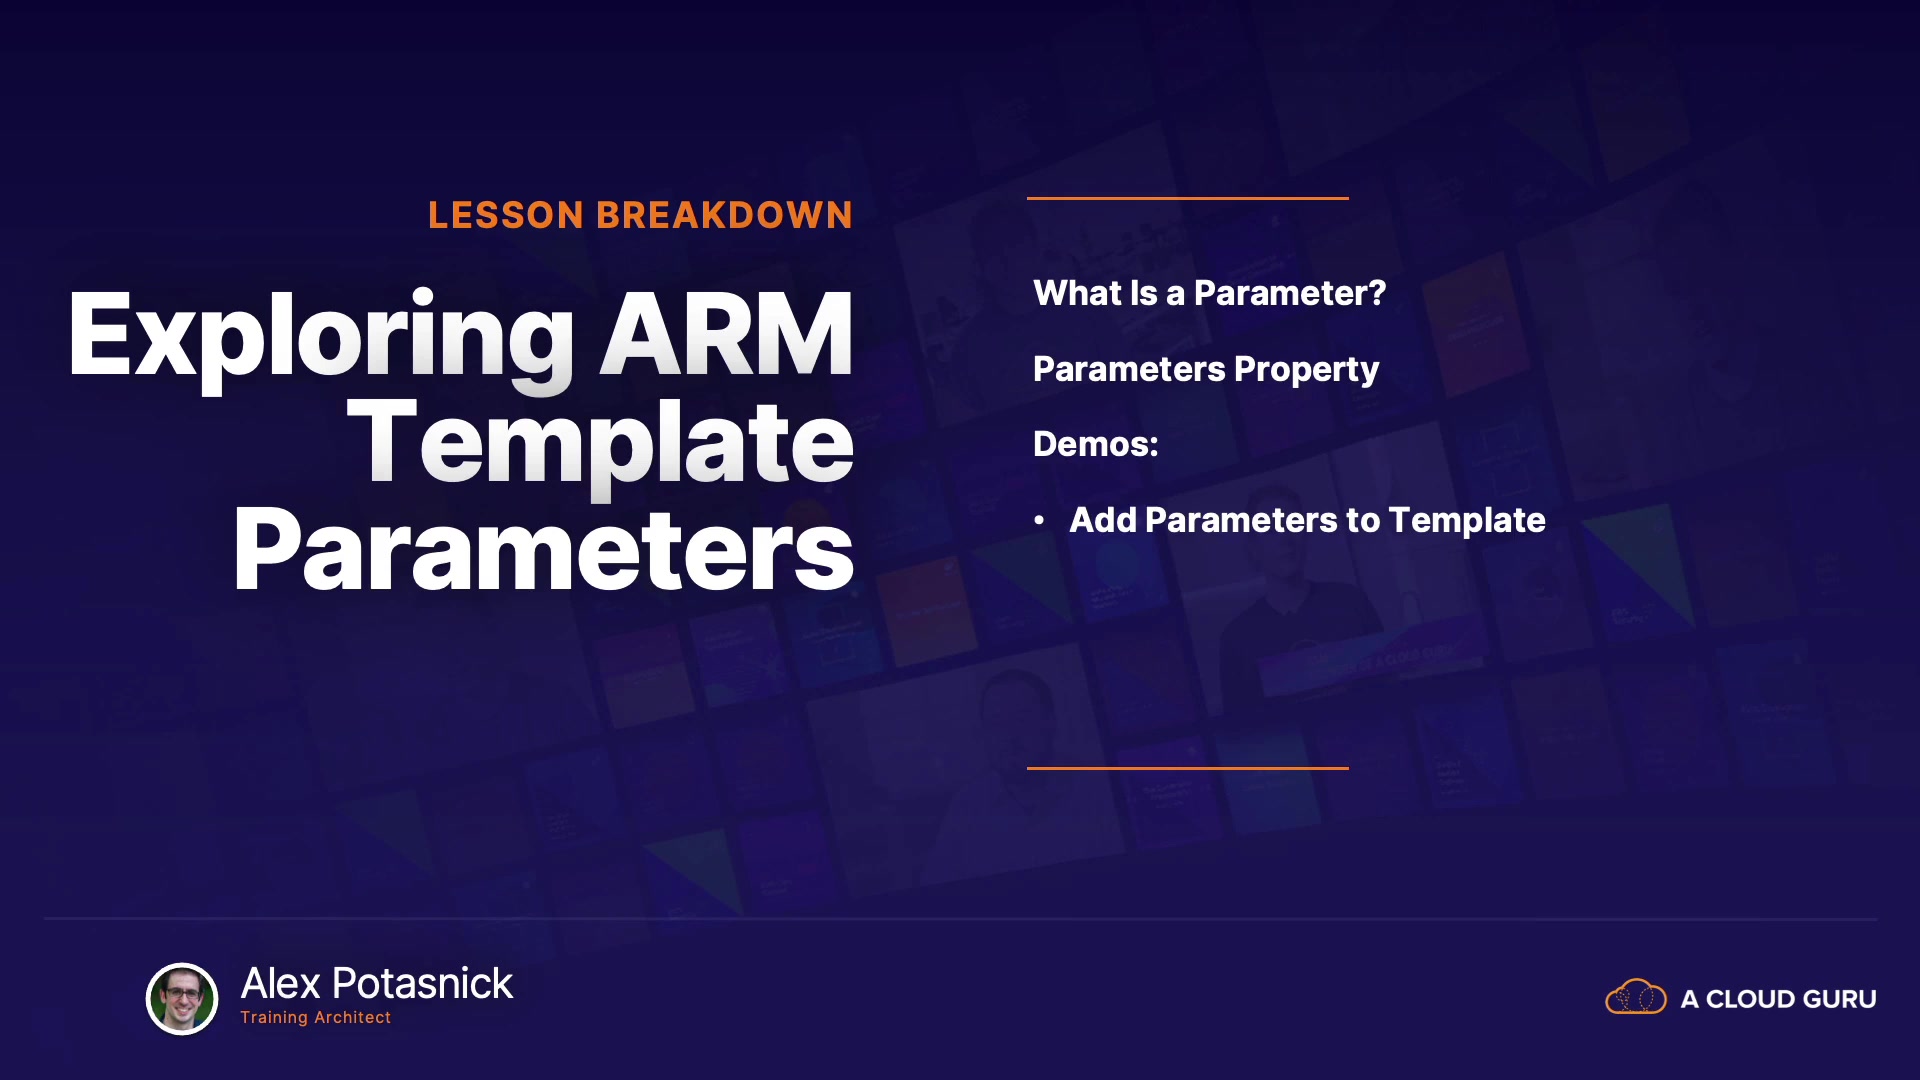 LESSON BREAKDOWN
Exploring ARM
Template
Parameters
What Is a Parameter?
Parameters Property
Demos:
• Add Parameters to Template
Alex Potasnick
Training Architect
A CLOUD GURU